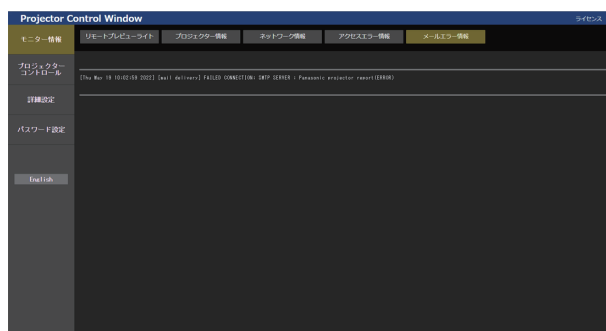 Projector Control Window
ライセンス
モニター情報
リモートプレビューライト
プロジェクター情報
ネットワーク情報
アクセスエラー情報
メールエラー情報
[Thu May 19 10:02:59 2022] [mail delivery] FAILED CONNECTION: SMTP SERVER : Panasonic projector report(ERROR)
プロジェクター
コントロール
詳細設定
パスワード設定
English